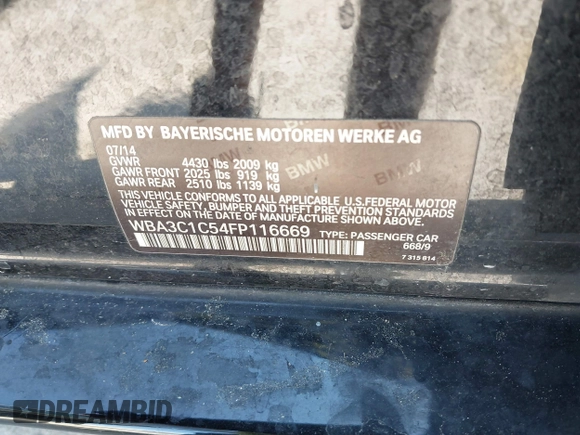 MFD BY BAYERISCHE MOTOREN WERKE AG
07/14
GVWR 4430 lbs 2009 kg
GAWR FRONT 2025 lbs 919 kg
GAWR REAR 2510 lbs 1139 kg
THIS VEHICLE CONFORMS TO ALL APPLICABLE U.S.FEDERAL MOTOR
VEHICLE SAFETY, BUMPER AND THEFT PREVENTION STANDARDS
IN EFFECT ON THE DATE OF MANUFACTURE SHOWN ABOVE.
WBA3C1C54FP116669 TYPE: PASSENGER CAR
668/9
7 315 814
BMW
BMW
DREAMBID